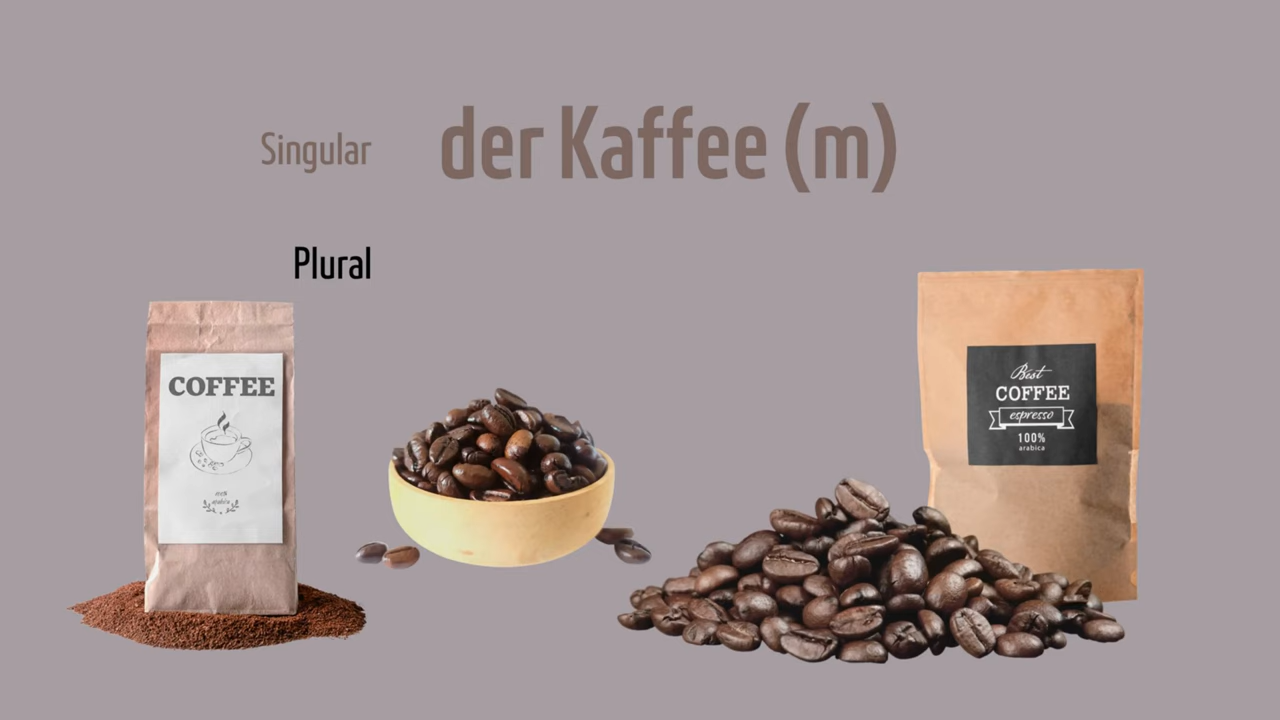 Singular der Kaffee (m)
Plural
COFFEE
Best
COFFEE
espresso
100%
arabica